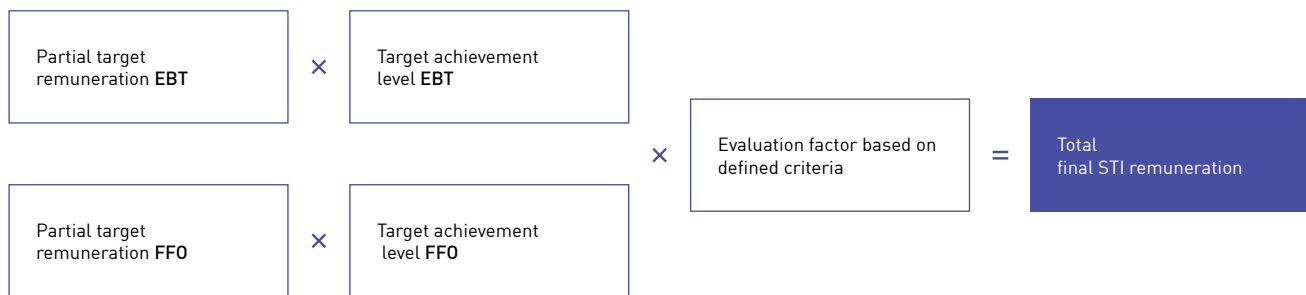 Partial target
remuneration EBT
×
Target achievement
level EBT
Partial target
remuneration FFO
×
Target achievement
level FFO
×
Evaluation factor based on
defined criteria
=
Total
final STI remuneration